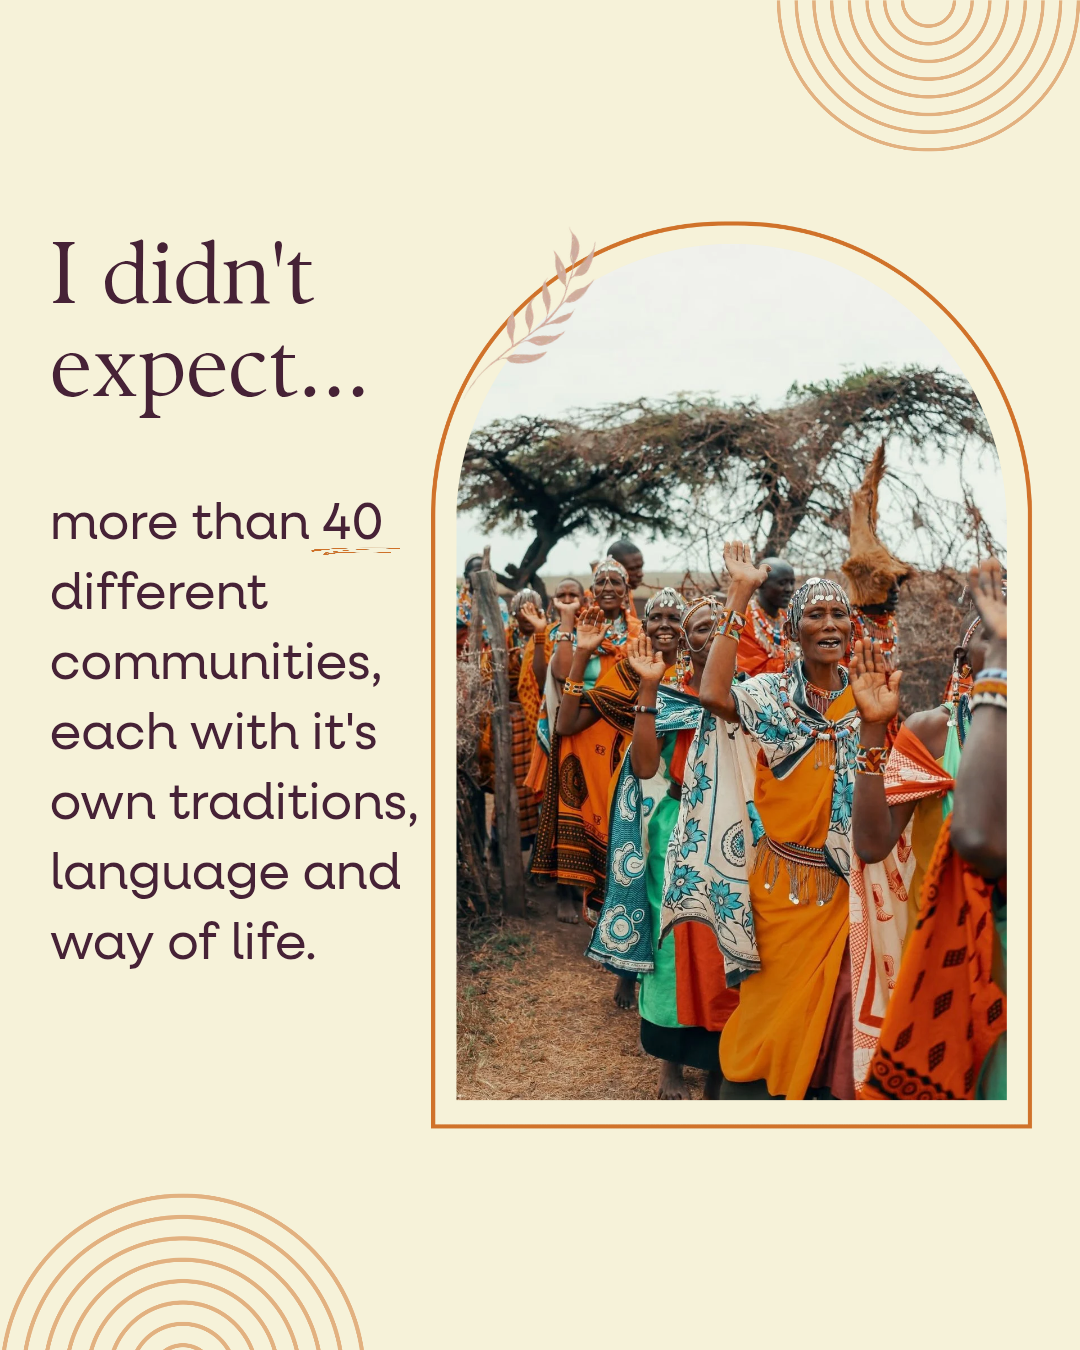 I didn't
expect...
more than 40
different
communities,
each with it's
own traditions,
language and
way of life.